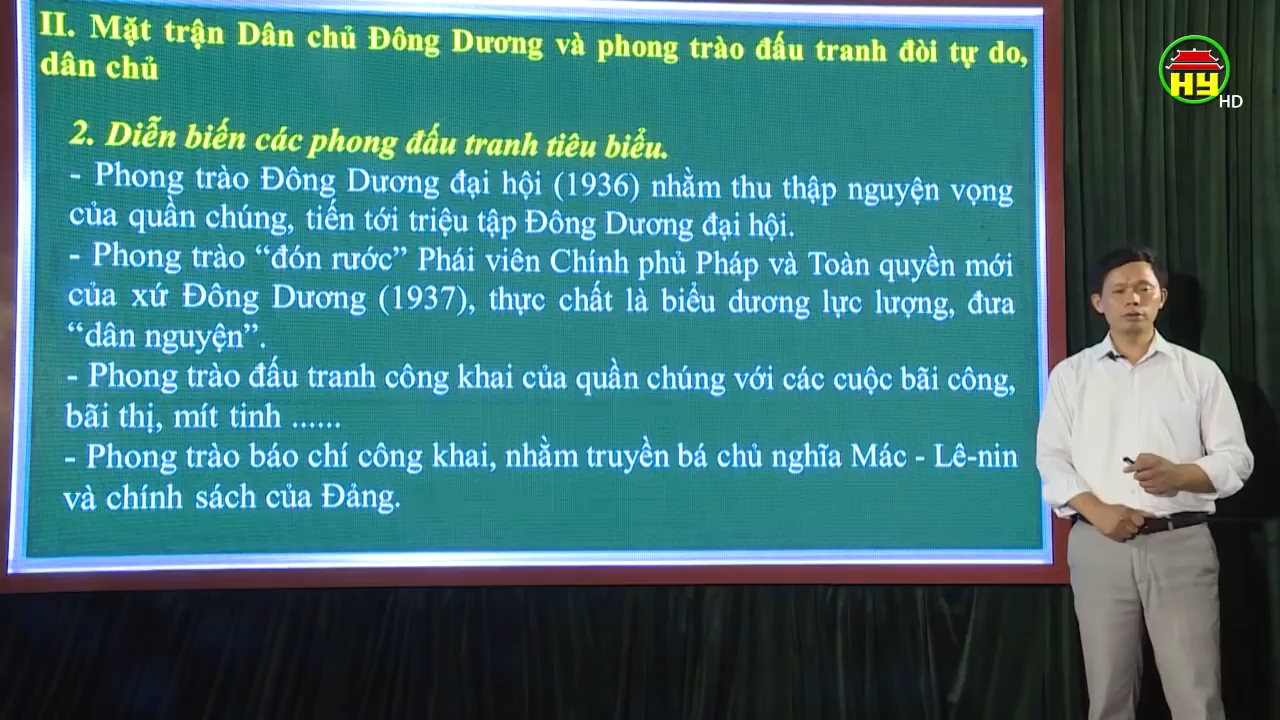 II. Mặt trận Dân chủ Đông Dương và phong trào đấu tranh đòi tự do,
dân chủ
2. Diễn biến các phong đấu tranh tiêu biểu.
- Phong trào Đông Dương đại hội (1936) nhằm thu thập nguyện vọng
của quần chúng, tiến tới triệu tập Đông Dương đại hội.
- Phong trào “đón rước” Phái viên Chính phủ Pháp và Toàn quyền mới
của xứ Đông Dương (1937), thực chất là biểu dương lực lượng, đưa
“dân nguyện”.
- Phong trào đấu tranh công khai của quần chúng với các cuộc bãi công,
bãi thị, mít tinh ......
- Phong trào báo chí công khai, nhằm truyền bá chủ nghĩa Mác - Lê-nin
và chính sách của Đảng.
HY
HD